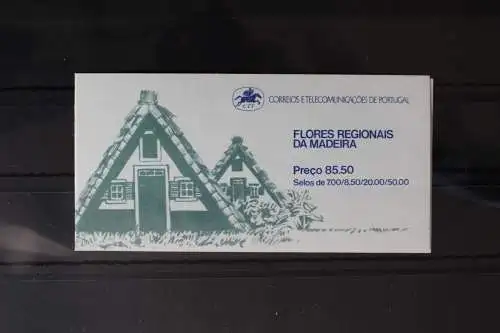 CTT
CORREIOS E TELECOMUNICAÇÕES DE PORTUGAL
FLORES REGIONAIS
DA MADEIRA
Preço 85.50
Selos de 7.00/8.50/20.00/50.00